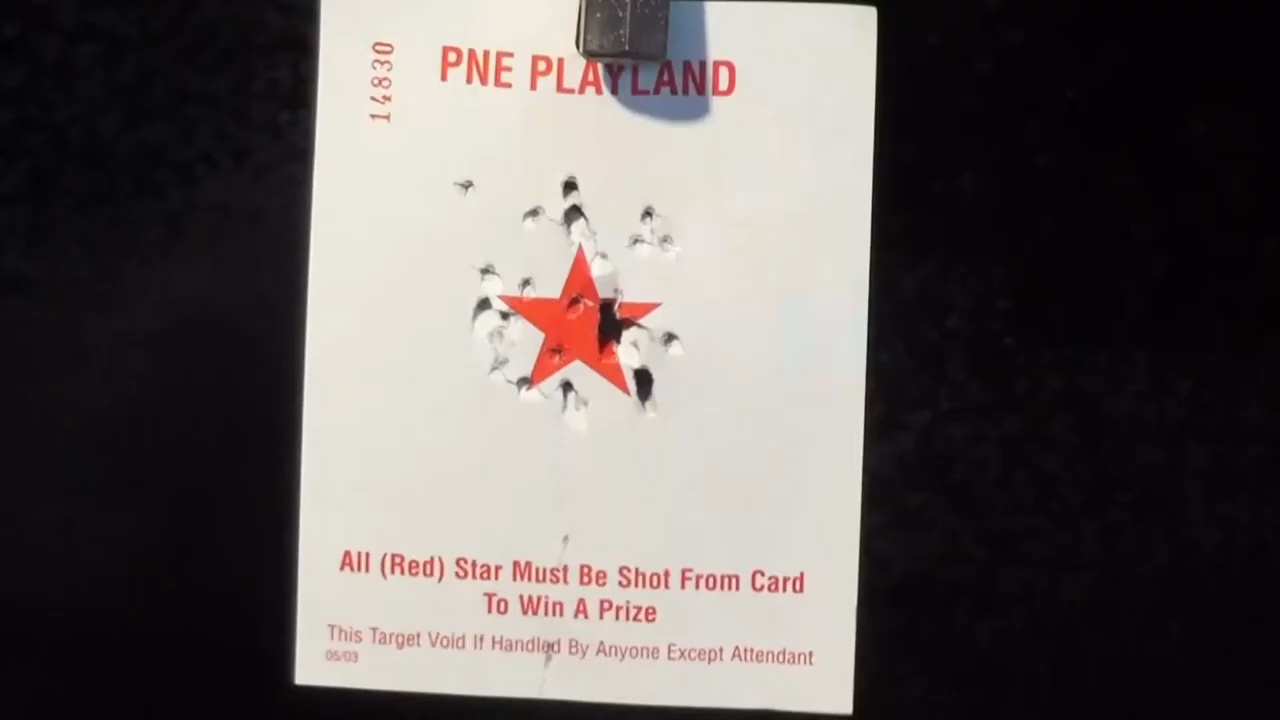 14830
PNE PLAYLAND
All (Red) Star Must Be Shot From Card
To Win A Prize
This Target Void If Handled By Anyone Except Attendant
05/03